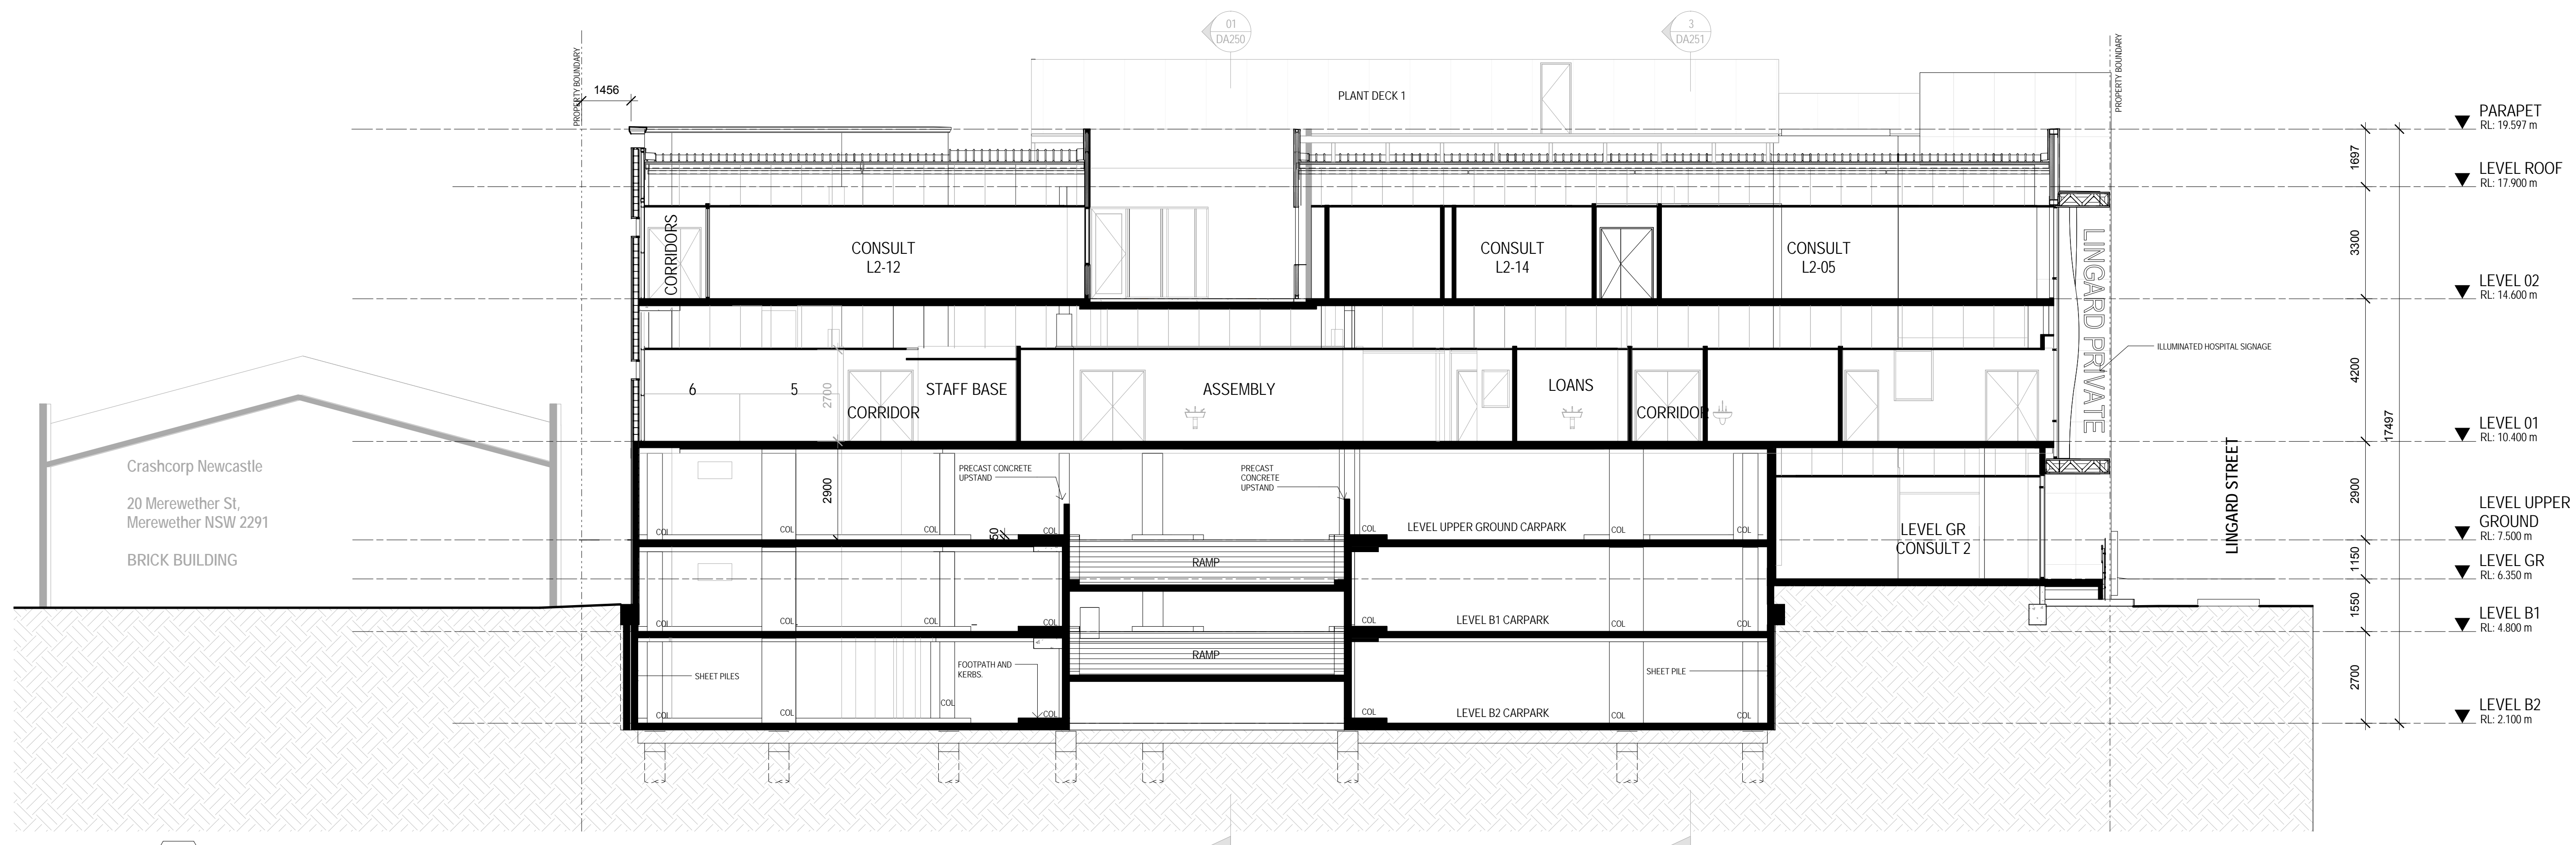 01
DA250
3
DA251
PROPERTY BOUNDARY
1456
PLANT DECK 1
PROPERTY BOUNDARY
PARAPET
RL: 19.597 m
1697
LEVEL ROOF
RL: 17.900 m
CORRIDORS
CONSULT
L2-12
CONSULT
L2-14
CONSULT
L2-05
LINGARD PRIVATE
3300
LEVEL 02
RL: 14.600 m
ILLUMINATED HOSPITAL SIGNAGE
4200
17497
6
5
2700
CORRIDOR
STAFF BASE
ASSEMBLY
LOANS
CORRIDOR
LEVEL 01
RL: 10.400 m
Crashcorp Newcastle
20 Merewether St,
Merewether NSW 2291
BRICK BUILDING
2900
PRECAST CONCRETE
UPSTAND
PRECAST
CONCRETE
UPSTAND
LINGARD STREET
2900
LEVEL UPPER
GROUND
RL: 7.500 m
COL
COL
COL
50
COL
COL
LEVEL UPPER GROUND CARPARK
COL
COL
LEVEL GR
CONSULT 2
RAMP
1150
LEVEL GR
RL: 6.350 m
1550
COL
COL
COL
COL
COL
LEVEL B1 CARPARK
COL
COL
LEVEL B1
RL: 4.800 m
RAMP
SHEET PILES
FOOTPATH AND
KERBS.
SHEET PILE
2700
COL
COL
COL
COL
COL
LEVEL B2 CARPARK
COL
COL
LEVEL B2
RL: 2.100 m